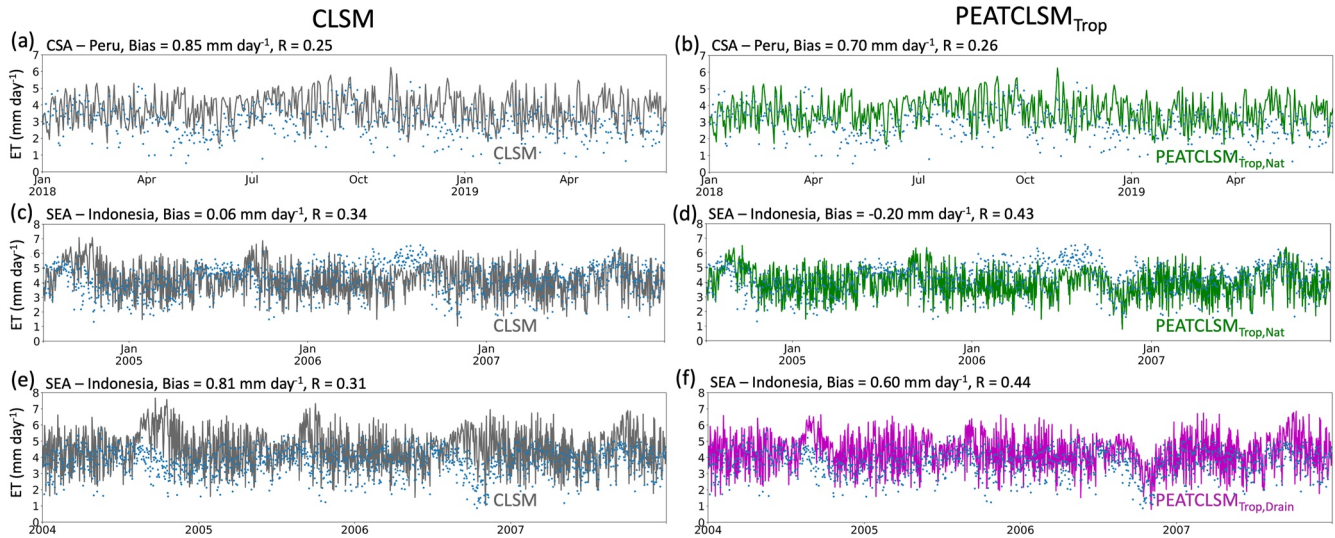 CLSM
PEATCLSM_Trop
(a) CSA – Peru, Bias = 0.85 mm day⁻¹, R = 0.25
ET (mm day⁻¹)
7
6
5
4
3
2
1
0
CLSM
Jan Apr Jul Oct Jan Apr
2018 2019
(b) CSA – Peru, Bias = 0.70 mm day⁻¹, R = 0.26
7
6
5
4
3
2
1
0
PEATCLSM_Trop,Nat
Jan Apr Jul Oct Jan Apr
2018 2019
(c) SEA – Indonesia, Bias = 0.06 mm day⁻¹, R = 0.34
ET (mm day⁻¹)
8
7
6
5
4
3
2
1
0
CLSM
Jan Jan Jan
2005 2006 2007
(d) SEA – Indonesia, Bias = -0.20 mm day⁻¹, R = 0.43
8
7
6
5
4
3
2
1
0
PEATCLSM_Trop,Nat
Jan Jan Jan
2005 2006 2007
(e) SEA – Indonesia, Bias = 0.81 mm day⁻¹, R = 0.31
ET (mm day⁻¹)
8
7
6
5
4
3
2
1
0
CLSM
2004 2005 2006 2007
(f) SEA – Indonesia, Bias = 0.60 mm day⁻¹, R = 0.44
8
7
6
5
4
3
2
1
0
PEATCLSM_Trop,Drain
2004 2005 2006 2007